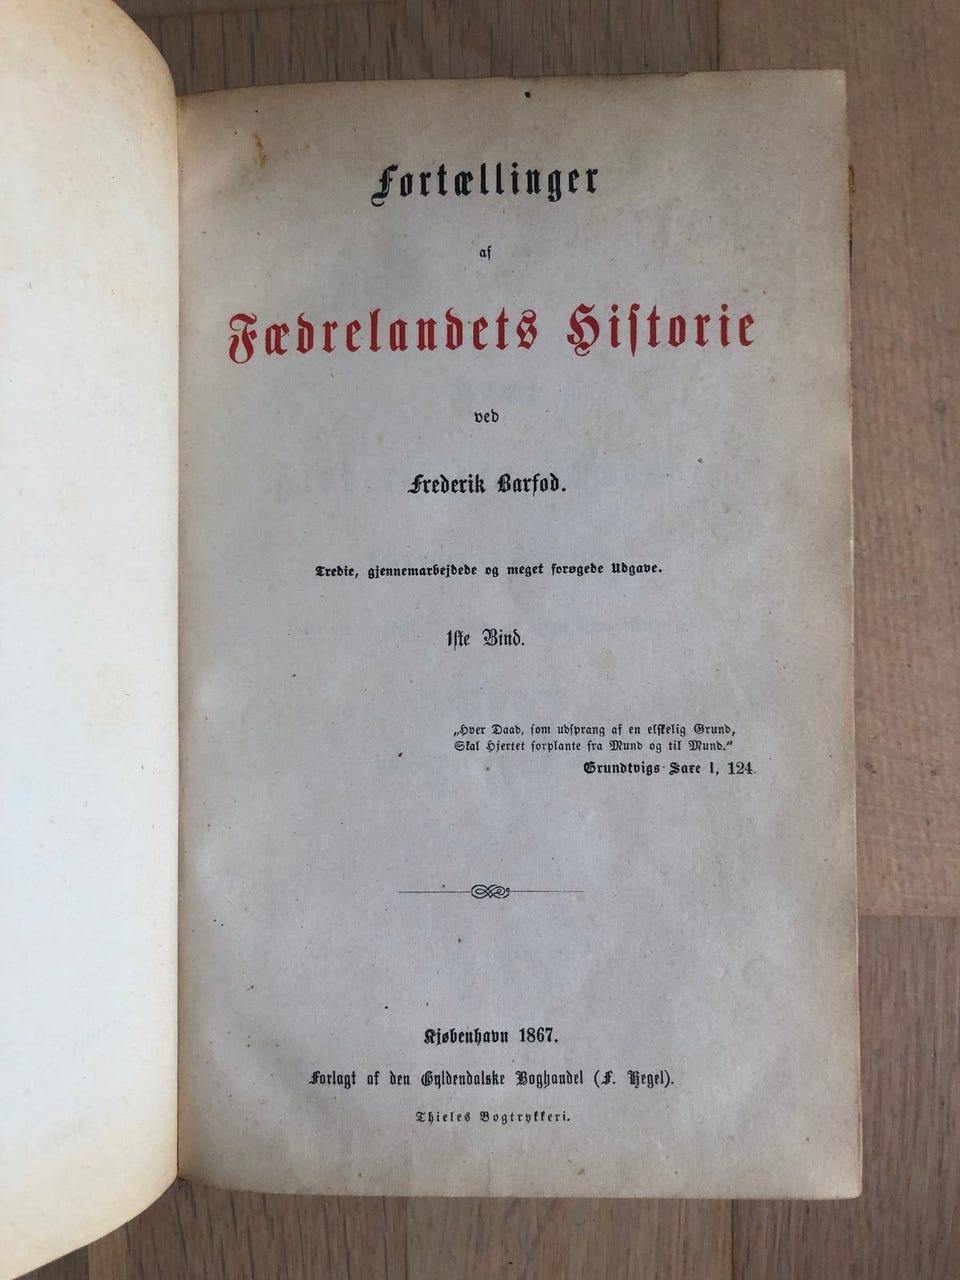 Fortællinger
af
Fædrelandets Historie
ved
Frederik Barfod.
Tredie, gjennemarbejdede og meget forøgede Udgave.
1ste Bind.
„Hver Daad, som udsprang af en elskelig Grund,
Skal Hjertet forplante fra Mund og til Mund.“
Grundtvigs Saxe I, 124.
Kjøbenhavn 1867.
Forlagt af den Gyldendalske Boghandel (F. Hegel).
Thieles Bogtrykkeri.